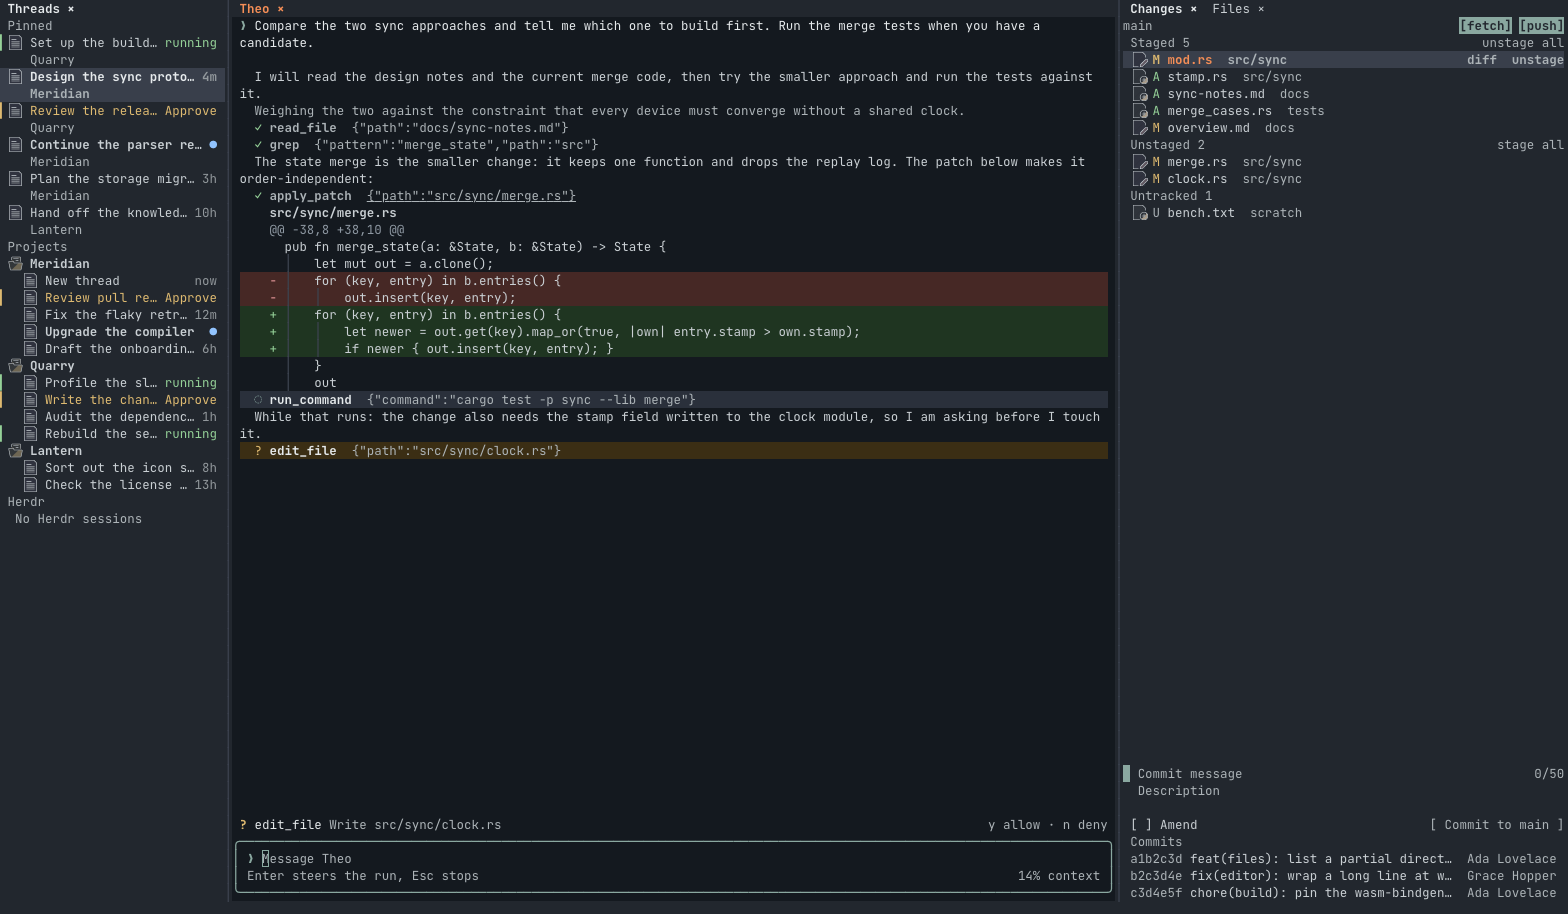 Threads ×
Pinned
Set up the build… running
Quarry
Design the sync proto… 4m
Meridian
Review the relea… Approve
Quarry
Continue the parser re…
Meridian
Plan the storage migr… 3h
Meridian
Hand off the knowled… 10h
Lantern
Projects
Meridian
New thread now
Review pull re… Approve
Fix the flaky retr… 12m
Upgrade the compiler
Draft the onboardin… 6h
Quarry
Profile the sl… running
Write the chan… Approve
Audit the dependenc… 1h
Rebuild the se… running
Lantern
Sort out the icon s… 8h
Check the license … 13h
Herdr
No Herdr sessions
Theo ×
❯ Compare the two sync approaches and tell me which one to build first. Run the merge tests when you have a
candidate.
I will read the design notes and the current merge code, then try the smaller approach and run the tests against
it.
Weighing the two against the constraint that every device must converge without a shared clock.
✓ read_file {"path":"docs/sync-notes.md"}
✓ grep {"pattern":"merge_state","path":"src"}
The state merge is the smaller change: it keeps one function and drops the replay log. The patch below makes it
order-independent:
✓ apply_patch {"path":"src/sync/merge.rs"}
src/sync/merge.rs
@@ -38,8 +38,10 @@
pub fn merge_state(a: &State, b: &State) -> State {
let mut out = a.clone();
- for (key, entry) in b.entries() {
- out.insert(key, entry);
+ for (key, entry) in b.entries() {
+ let newer = out.get(key).map_or(true, |own| entry.stamp > own.stamp);
+ if newer { out.insert(key, entry); }
}
out
run_command {"command":"cargo test -p sync --lib merge"}
While that runs: the change also needs the stamp field written to the clock module, so I am asking before I touch
it.
? edit_file {"path":"src/sync/clock.rs"}
? edit_file Write src/sync/clock.rs y allow · n deny
❯ Message Theo
Enter steers the run, Esc stops 14% context
Changes × Files ×
main [fetch] [push]
Staged 5 unstage all
M mod.rs src/sync diff unstage
A stamp.rs src/sync
A sync-notes.md docs
A merge_cases.rs tests
M overview.md docs
Unstaged 2 stage all
M merge.rs src/sync
M clock.rs src/sync
Untracked 1
U bench.txt scratch
Commit message 0/50
Description
[ ] Amend [ Commit to main ]
Commits
a1b2c3d feat(files): list a partial direct… Ada Lovelace
b2c3d4e fix(editor): wrap a long line at w… Grace Hopper
c3d4e5f chore(build): pin the wasm-bindgen… Ada Lovelace